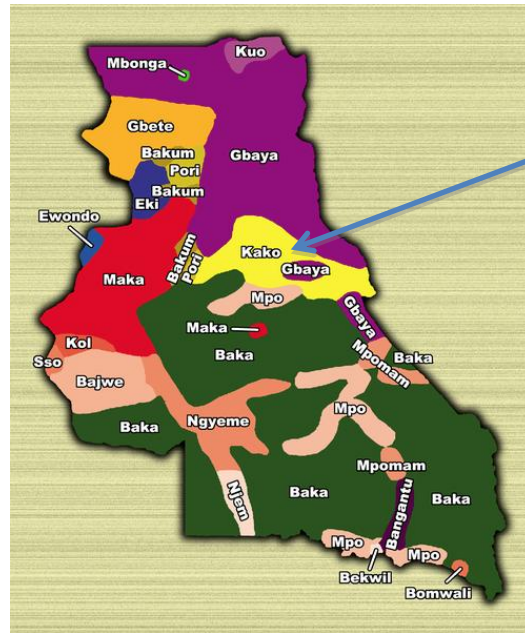 Kuo
Mbonga
Gbete
Bakum
Pori
Gbaya
Bakum
Eki
Ewondo
Kako
Bakum
Pori
Gbaya
Maka
Mpo
Gbaya
Maka
Kol
Baka
Mpomam
Baka
Sso
Bajwe
Mpo
Ngyeme
Baka
Mpomam
Njem
Baka
Baka
Bangantu
Mpo
Mpo
Bekwil
Bomwali